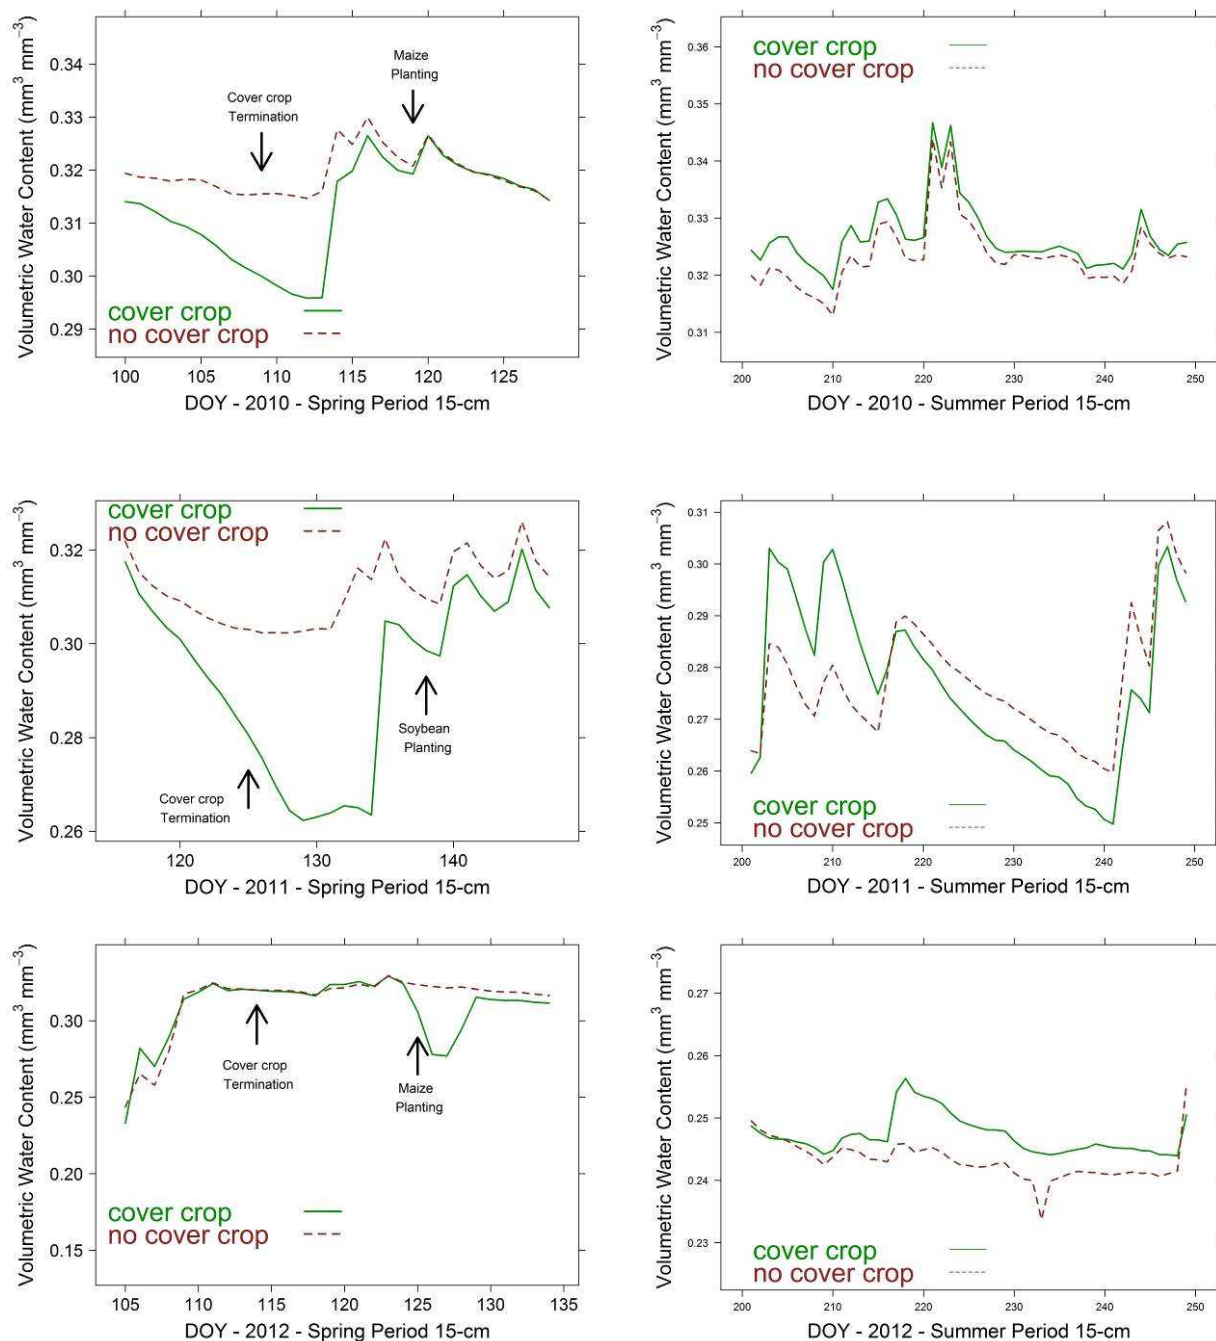 Volumetric Water Content (mm³ mm⁻³)
0.34
0.33
0.32
0.31
0.30
0.29
Maize
Planting
Cover crop
Termination
cover crop
no cover crop
100 105 110 115 120 125
DOY - 2010 - Spring Period 15-cm
Volumetric Water Content (mm³ mm⁻³)
0.36
0.35
0.34
0.33
0.32
0.31
cover crop
no cover crop
200 210 220 230 240 250
DOY - 2010 - Summer Period 15-cm
Volumetric Water Content (mm³ mm⁻³)
0.32
0.30
0.28
0.26
cover crop
no cover crop
Soybean
Planting
Cover crop
Termination
120 130 140
DOY - 2011 - Spring Period 15-cm
Volumetric Water Content (mm³ mm⁻³)
0.31
0.30
0.29
0.28
0.27
0.26
0.25
cover crop
no cover crop
200 210 220 230 240 250
DOY - 2011 - Summer Period 15-cm
Volumetric Water Content (mm³ mm⁻³)
0.30
0.25
0.20
0.15
Cover crop
Termination
Maize
Planting
cover crop
no cover crop
105 110 115 120 125 130 135
DOY - 2012 - Spring Period 15-cm
Volumetric Water Content (mm³ mm⁻³)
0.27
0.26
0.25
0.24
0.23
cover crop
no cover crop
200 210 220 230 240 250
DOY - 2012 - Summer Period 15-cm